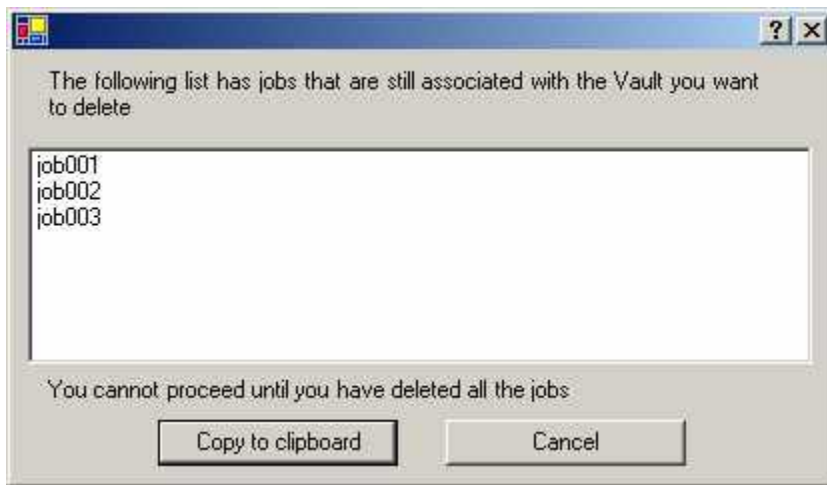 The following list has jobs that are still associated with the Vault you want
to delete
job001
job002
job003
You cannot proceed until you have deleted all the jobs
Copy to clipboard
Cancel